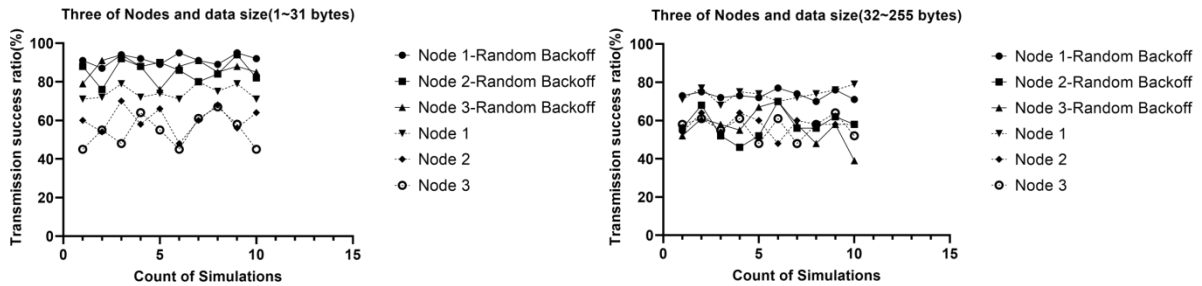 Three of Nodes and data size(1~31 bytes)
Transmission success ratio(%)
100
80
60
40
20
0
0
5
10
15
Count of Simulations
Node 1-Random Backoff
Node 2-Random Backoff
Node 3-Random Backoff
Node 1
Node 2
Node 3
Three of Nodes and data size(32~255 bytes)
Transmission success ratio(%)
100
80
60
40
20
0
0
5
10
15
Count of Simulations
Node 1-Random Backoff
Node 2-Random Backoff
Node 3-Random Backoff
Node 1
Node 2
Node 3